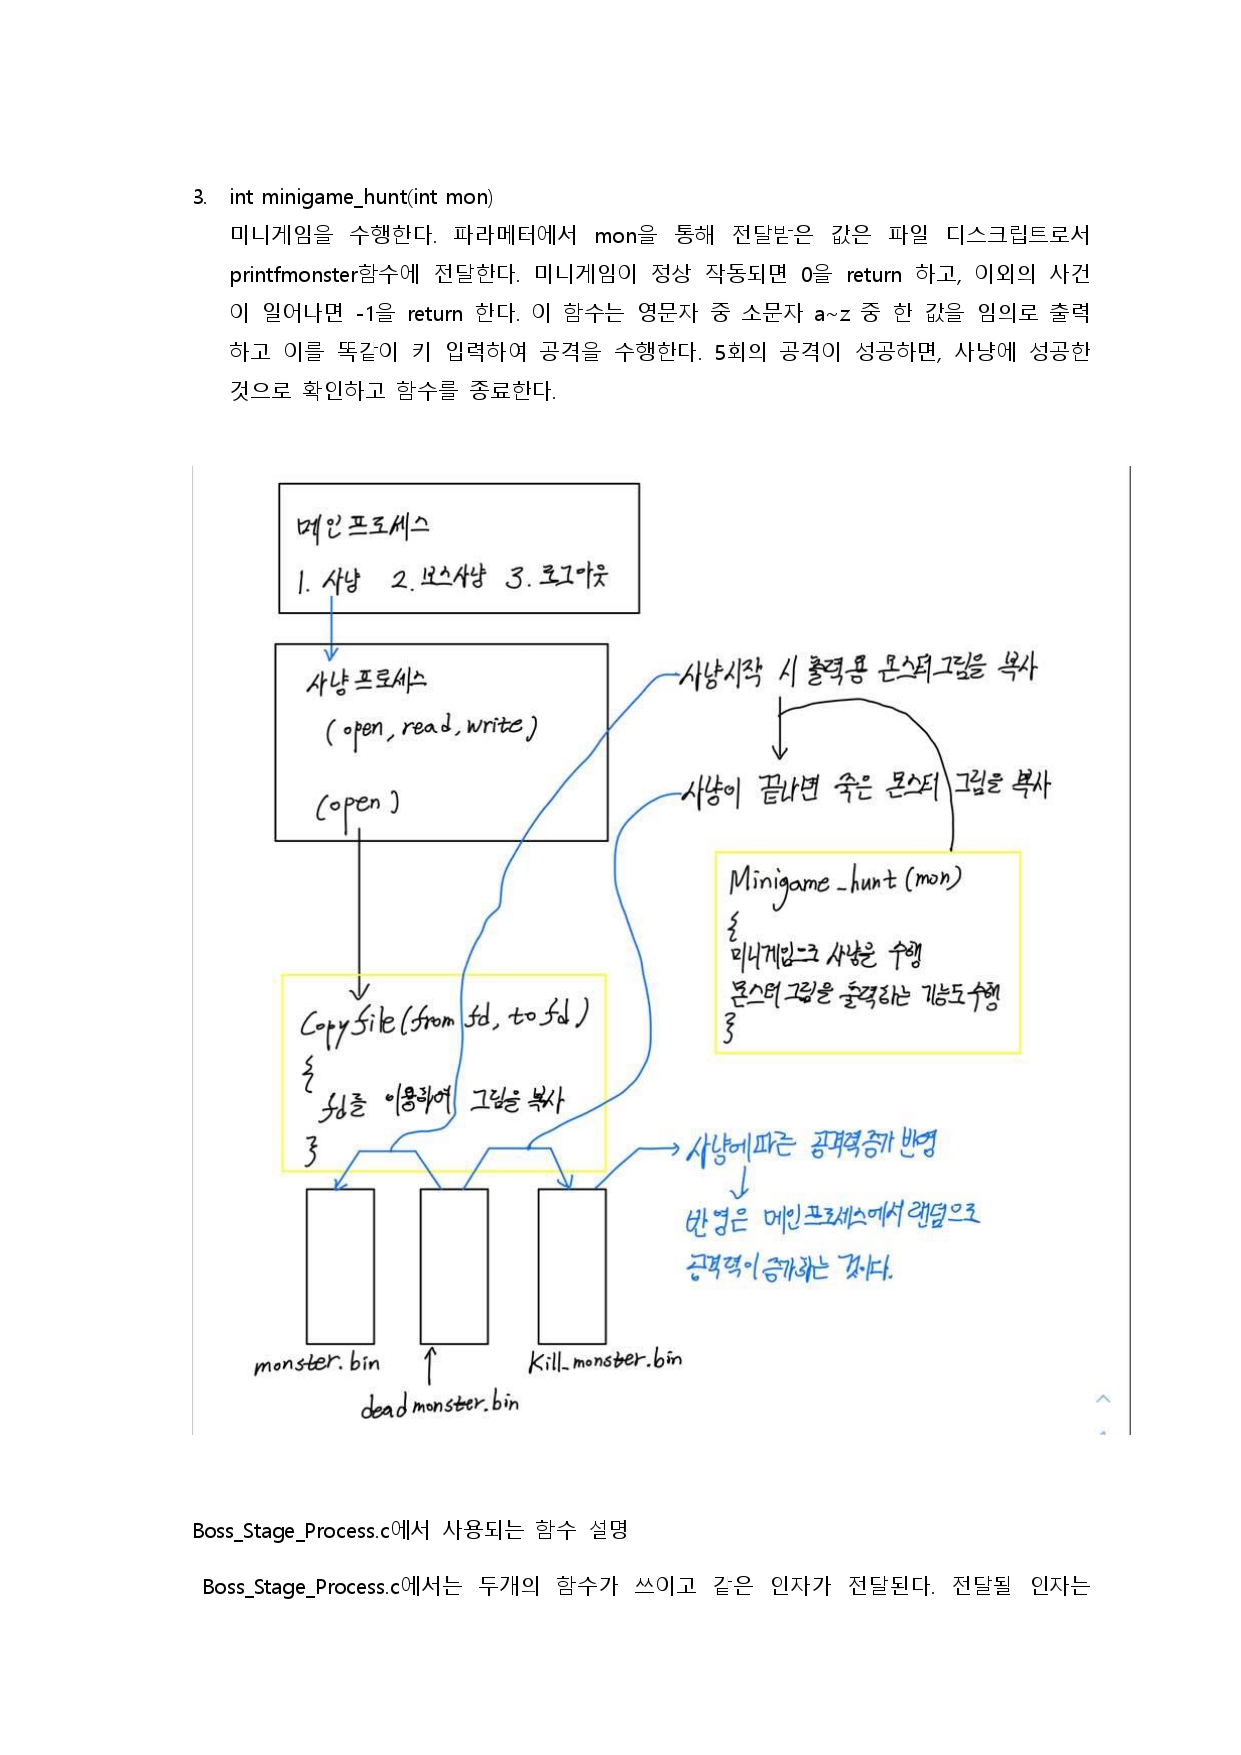 3. int minigame_hunt(int mon)
미니게임을 수행한다. 파라메터에서 mon을 통해 전달받은 값은 파일 디스크립트로서
printfmonster함수에 전달한다. 미니게임이 정상 작동되면 0을 return 하고, 이외의 사건
이 일어나면 -1을 return 한다. 이 함수는 영문자 중 소문자 a~z 중 한 값을 임의로 출력
하고 이를 똑같이 키 입력하여 공격을 수행한다. 5회의 공격이 성공하면, 사냥에 성공한
것으로 확인하고 함수를 종료한다.
메인프로세스
1. 사냥 2. 보스사냥 3. 로그아웃
사냥프로세스
(open, read, write)
(open)
사냥시작 시 출력용 몬스터그림을 복사
사냥이 끝나면 죽은 몬스터 그림을 복사
Minigame_hunt (mon)
{
미니게임으로 사냥을 수행
몬스터그림을 출력하는 기능도수행
}
Copyfile(from fd, to fd)
{
fd를 이용하여 그림을 복사
}
사냥에따른 공격력증가 반영
반영은 메인프로세스에서 랜덤으로
공격력이 증가하는 것이다.
monster.bin
deadmonster.bin
kill_monster.bin
Boss_Stage_Process.c에서 사용되는 함수 설명
Boss_Stage_Process.c에서는 두개의 함수가 쓰이고 같은 인자가 전달된다. 전달될 인자는